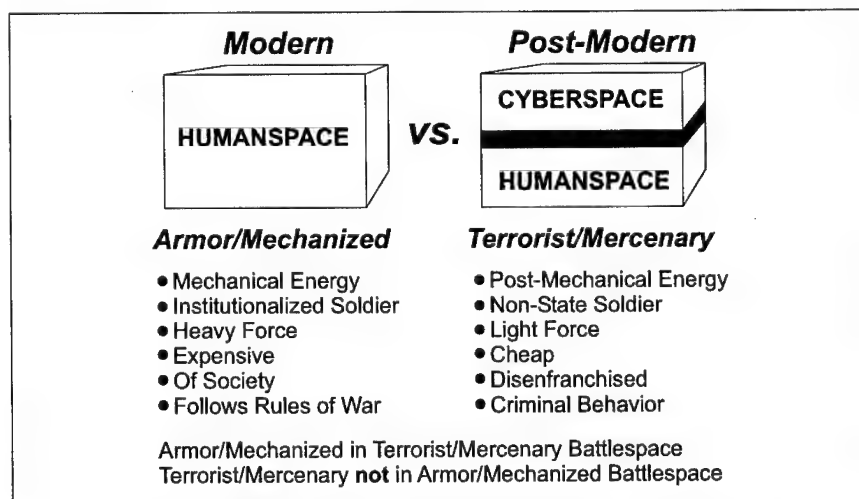 Modern
Post-Modern
HUMANSPACE
vs.
CYBERSPACE
HUMANSPACE
Armor/Mechanized
● Mechanical Energy
● Institutionalized Soldier
● Heavy Force
● Expensive
● Of Society
● Follows Rules of War
Terrorist/Mercenary
● Post-Mechanical Energy
● Non-State Soldier
● Light Force
● Cheap
● Disenfranchised
● Criminal Behavior
Armor/Mechanized in Terrorist/Mercenary Battlespace
Terrorist/Mercenary not in Armor/Mechanized Battlespace